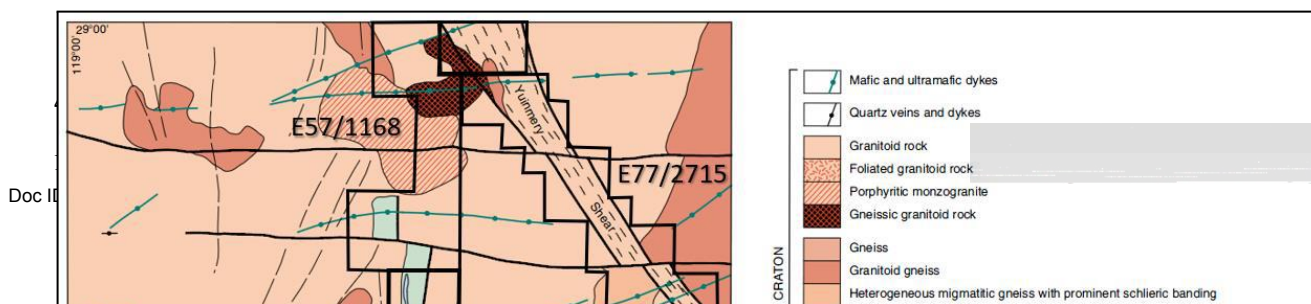 29°00'
119°00'
E57/1168
Yuinmery
E77/2715
Shear
Doc ID
Mafic and ultramafic dykes
Quartz veins and dykes
Granitoid rock
Foliated granitoid rock
Porphyritic monzogranite
Gneissic granitoid rock
CRATON
Gneiss
Granitoid gneiss
Heterogeneous migmatitic gneiss with prominent schlieric banding